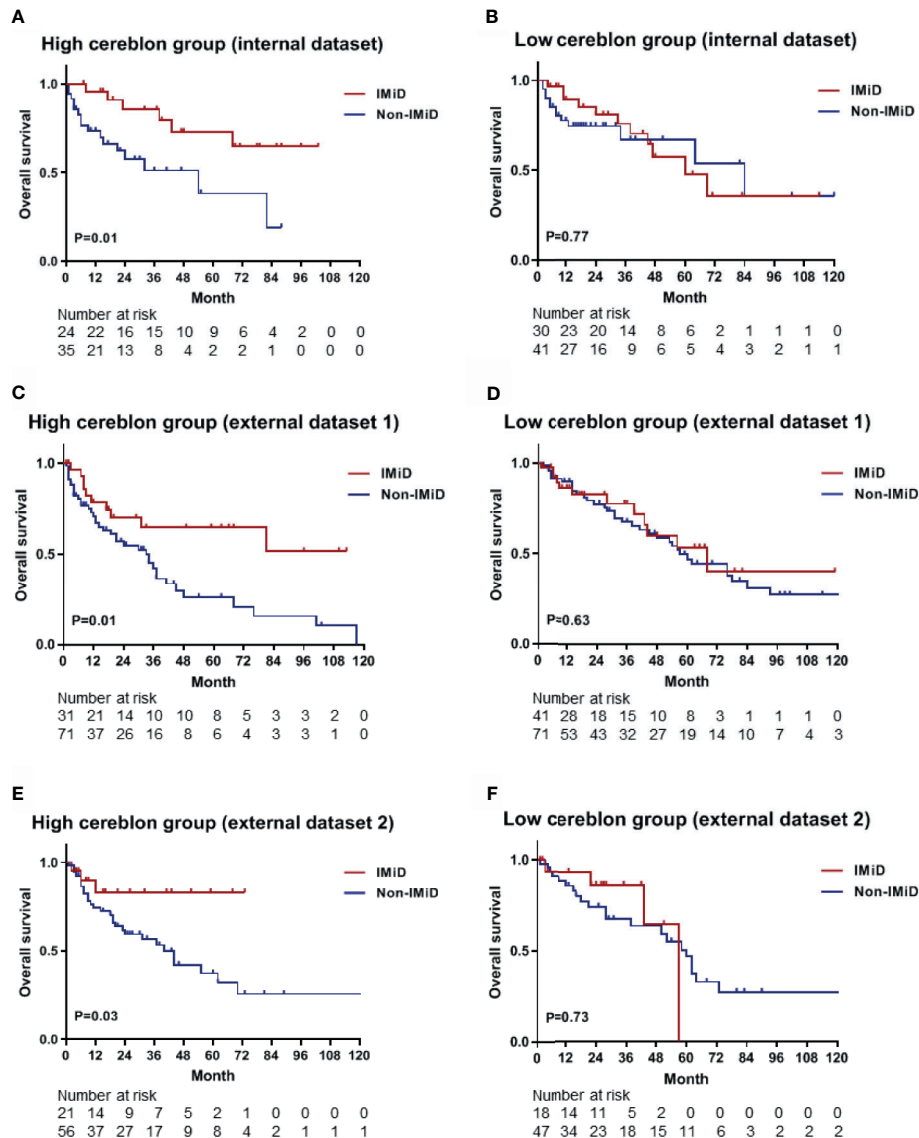 A
High cereblon group (internal dataset)
1.0
0.5
0.0
Overall survival
IMiD
Non-IMiD
P=0.01
0 12 24 36 48 60 72 84 96 108 120
Month
Number at risk
24 22 16 15 10 9 6 4 2 0 0
35 21 13 8 4 2 2 1 0 0 0
B
Low cereblon group (internal dataset)
1.0
0.5
0.0
Overall survival
IMiD
Non-IMiD
P=0.77
0 12 24 36 48 60 72 84 96 108 120
Month
Number at risk
30 23 20 14 8 6 2 1 1 1 0
41 27 16 9 6 5 4 3 2 1 1
C
High cereblon group (external dataset 1)
1.0
0.5
0.0
Overall survival
IMiD
Non-IMiD
P=0.01
0 12 24 36 48 60 72 84 96 108 120
Month
Number at risk
31 21 14 10 10 8 5 3 3 2 0
71 37 26 16 8 6 4 3 3 1 0
D
Low cereblon group (external dataset 1)
1.0
0.5
0.0
Overall survival
IMiD
Non-IMiD
P=0.63
0 12 24 36 48 60 72 84 96 108 120
Month
Number at risk
41 28 18 15 10 8 3 1 1 1 0
71 53 43 32 27 19 14 10 7 4 3
E
High cereblon group (external dataset 2)
1.0
0.5
0.0
Overall survival
IMiD
Non-IMiD
P=0.03
0 12 24 36 48 60 72 84 96 108 120
Month
Number at risk
21 14 9 7 5 2 1 0 0 0 0
56 37 27 17 9 8 4 2 1 1 1
F
Low cereblon group (external dataset 2)
1.0
0.5
0.0
Overall survival
IMiD
Non-IMiD
P=0.73
0 12 24 36 48 60 72 84 96 108 120
Month
Number at risk
18 14 11 5 2 0 0 0 0 0 0
47 34 23 18 15 11 6 3 2 2 2